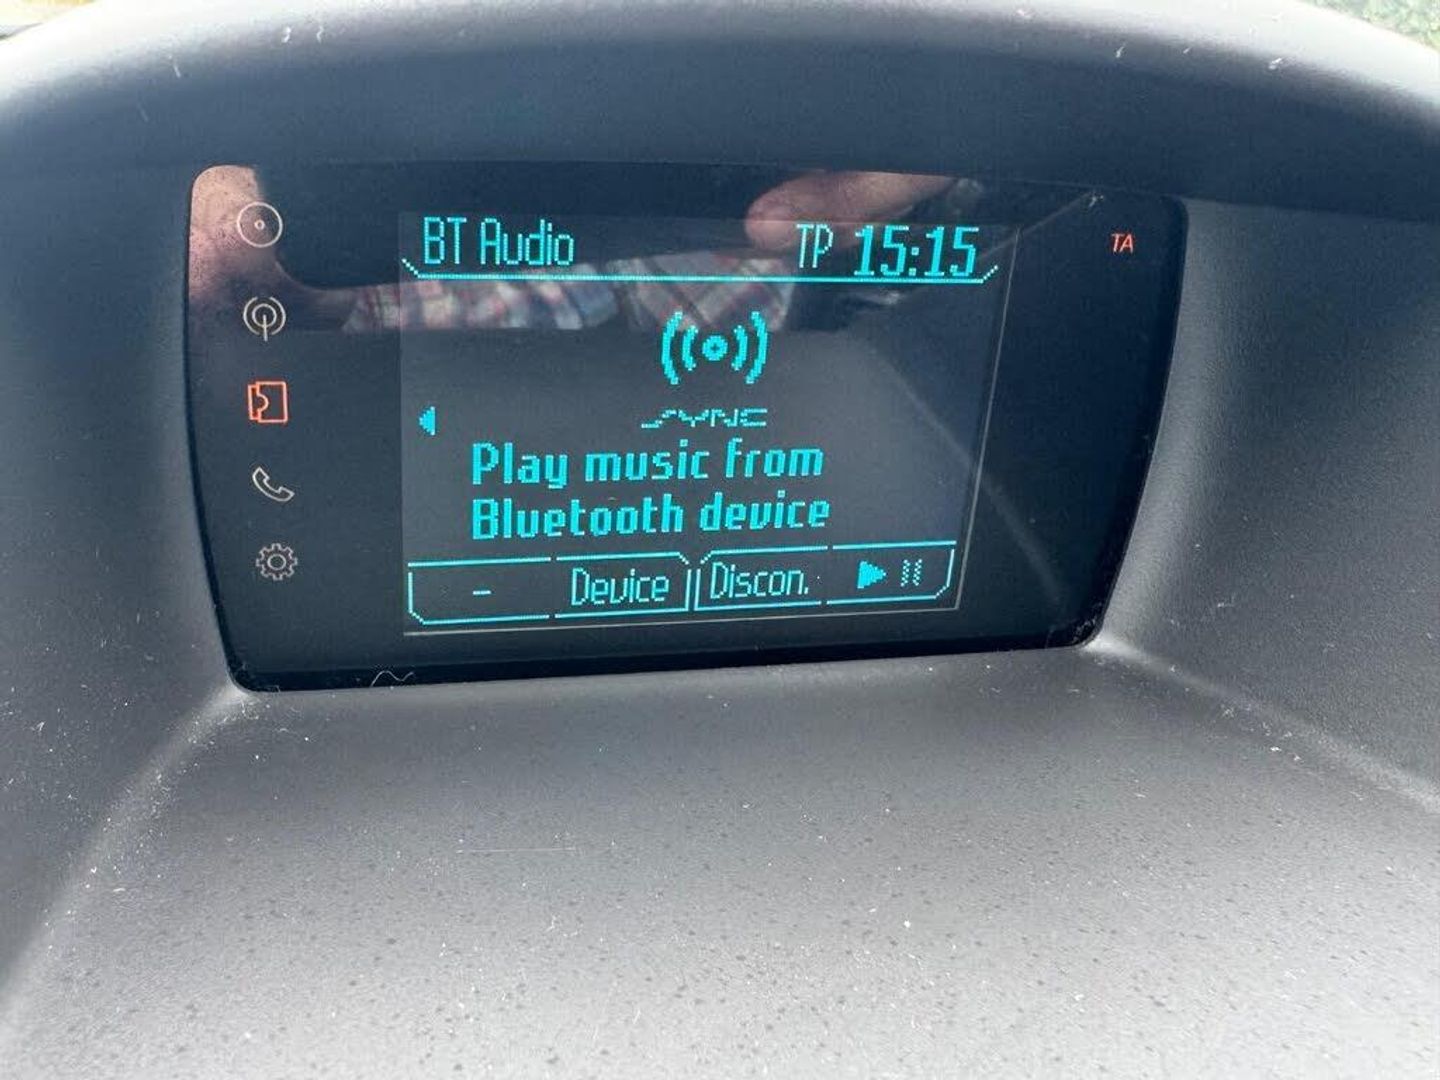 BT Audio TP 15:15
TA
SYNC
Play music from
Bluetooth device
- Device Discon.